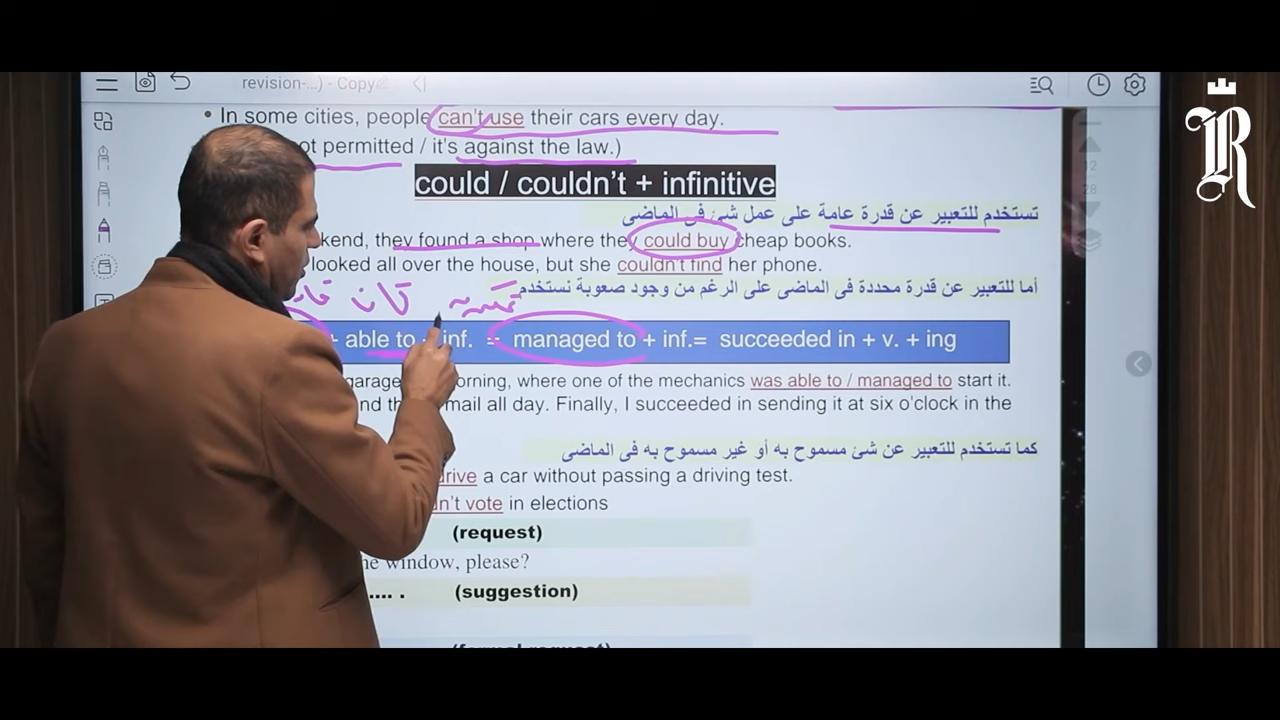 revision-...) - Copy
In some cities, people can't use their cars every day.
ot permitted / it's against the law.)
12
could / couldn't + infinitive
28
تستخدم للتعبير عن قدرة عامة على عمل شئ فى الماضى
kend, they found a shop where they could buy cheap books.
looked all over the house, but she couldn't find her phone.
أما للتعبير عن قدرة محددة فى الماضى على الرغم من وجود صعوبة نستخدم
كان
+ able to + inf. = managed to + inf.= succeeded in + v. + ing
garage orning, where one of the mechanics was able to / managed to start it.
nd th mail all day. Finally, I succeeded in sending it at six o'clock in the
كما تستخدم للتعبير عن شئ مسموح به أو غير مسموح به فى الماضى
drive a car without passing a driving test.
n't vote in elections
(request)
he window, please?
.... . (suggestion)
(formal request)